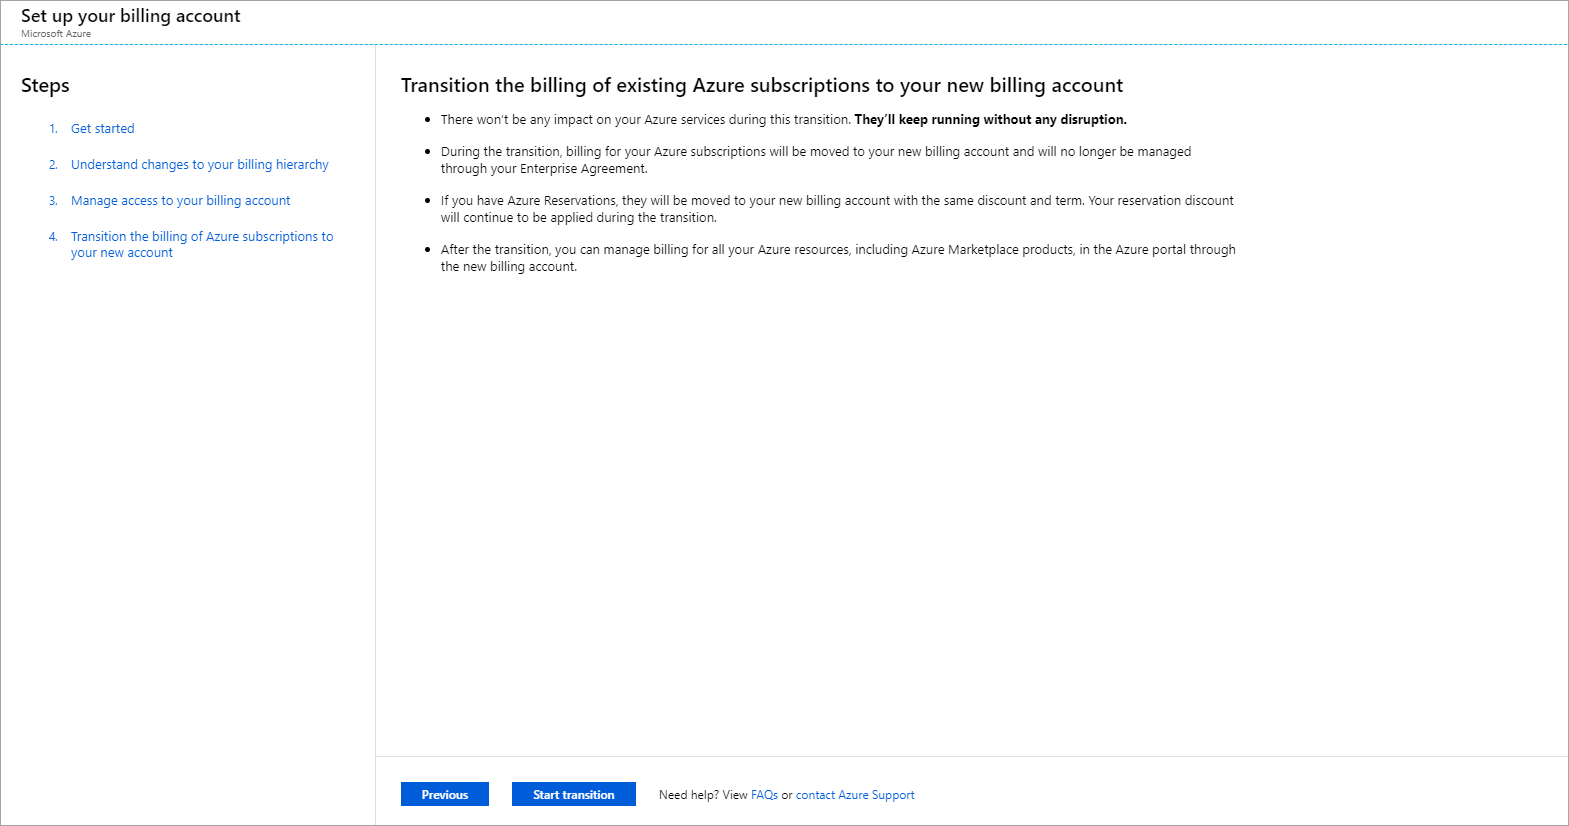 Set up your billing account
Microsoft Azure
Steps
1. Get started
2. Understand changes to your billing hierarchy
3. Manage access to your billing account
4. Transition the billing of Azure subscriptions to
your new account
Transition the billing of existing Azure subscriptions to your new billing account
• There won't be any impact on your Azure services during this transition. They'll keep running without any disruption.
• During the transition, billing for your Azure subscriptions will be moved to your new billing account and will no longer be managed
through your Enterprise Agreement.
• If you have Azure Reservations, they will be moved to your new billing account with the same discount and term. Your reservation discount
will continue to be applied during the transition.
• After the transition, you can manage billing for all your Azure resources, including Azure Marketplace products, in the Azure portal through
the new billing account.
Previous
Start transition
Need help? View FAQs or contact Azure Support